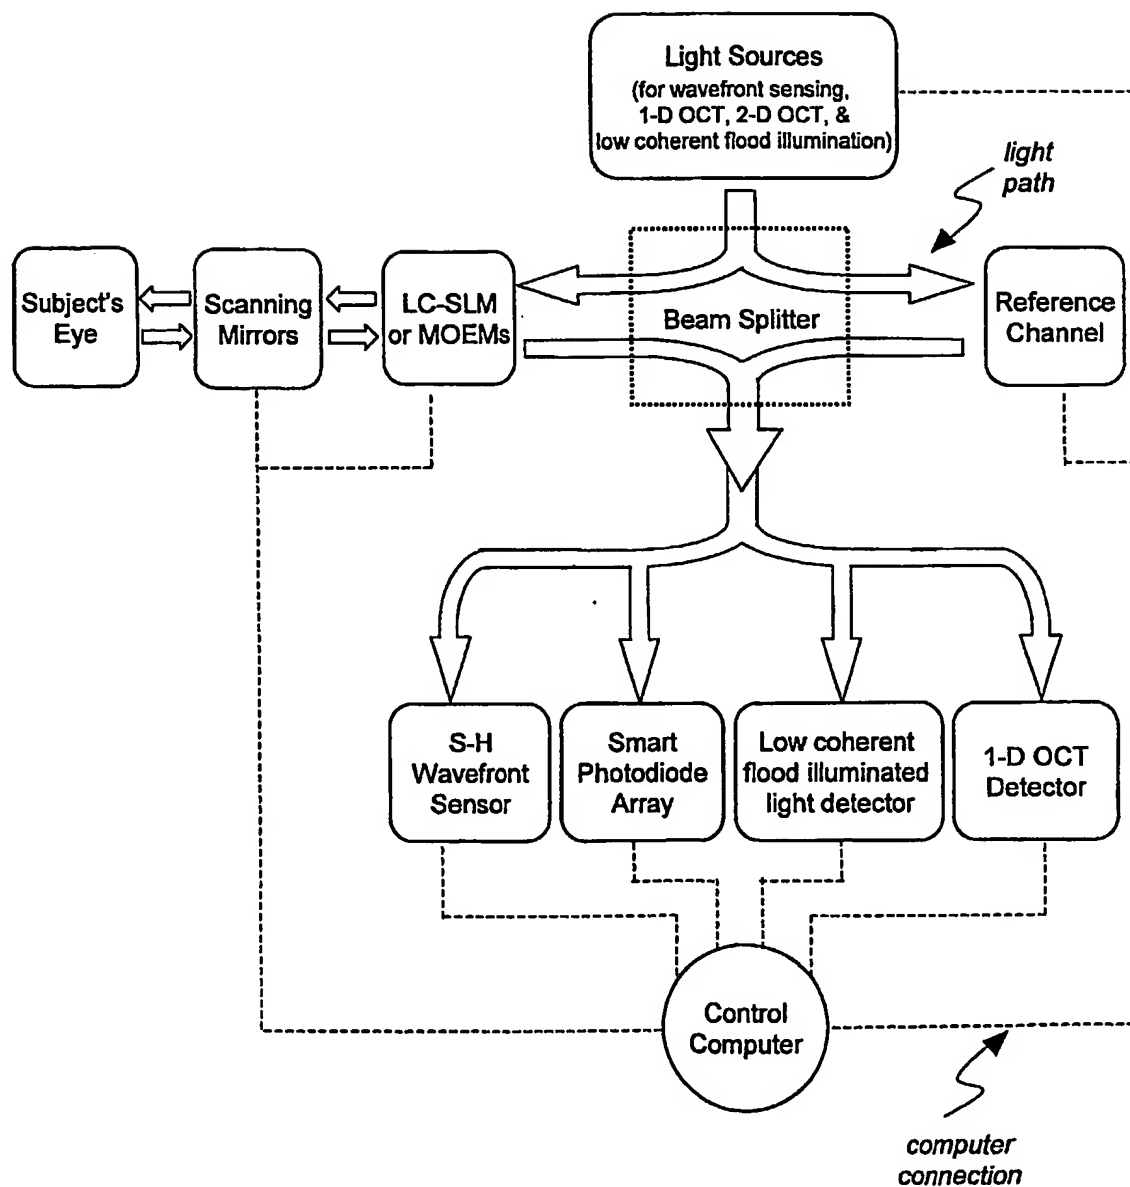 Light Sources
(for wavefront sensing,
1-D OCT, 2-D OCT, &
low coherent flood illumination)
light
path
Subject's
Eye
Scanning
Mirrors
LC-SLM
or MOEMs
Beam Splitter
Reference
Channel
S-H
Wavefront
Sensor
Smart
Photodiode
Array
Low coherent
flood illuminated
light detector
1-D OCT
Detector
Control
Computer
computer
connection